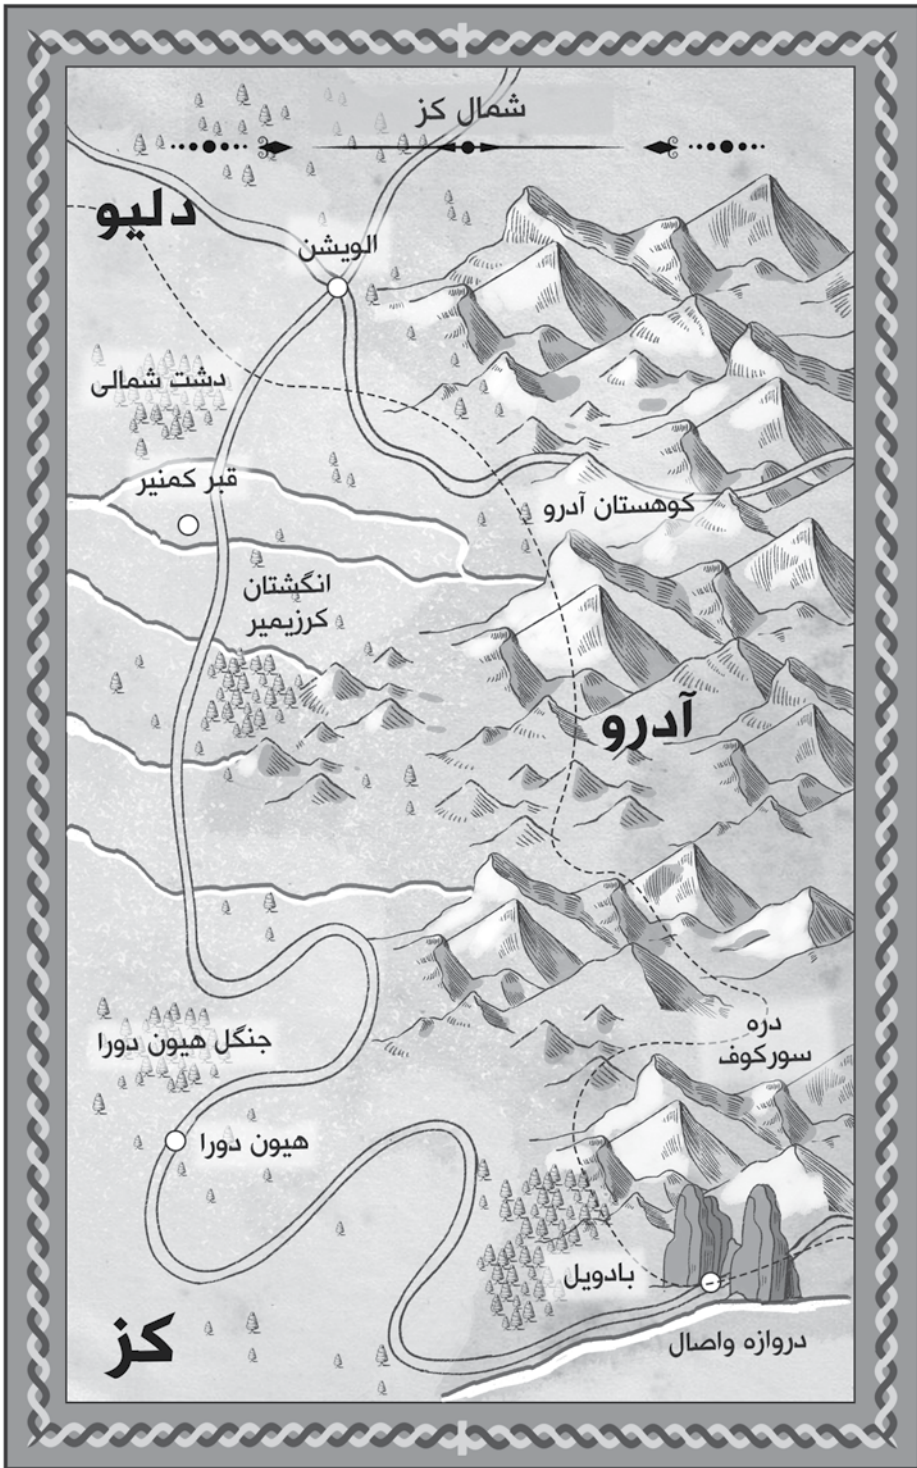 شمال کز
دلیو
الویشن
دشت شمالی
قبر کمنیر
کوهستان آدرو
انگشتان
کرزیمیر
آدرو
دره
سورکوف
جنگل هیون دورا
هیون دورا
بادویل
کز
دروازه واصال